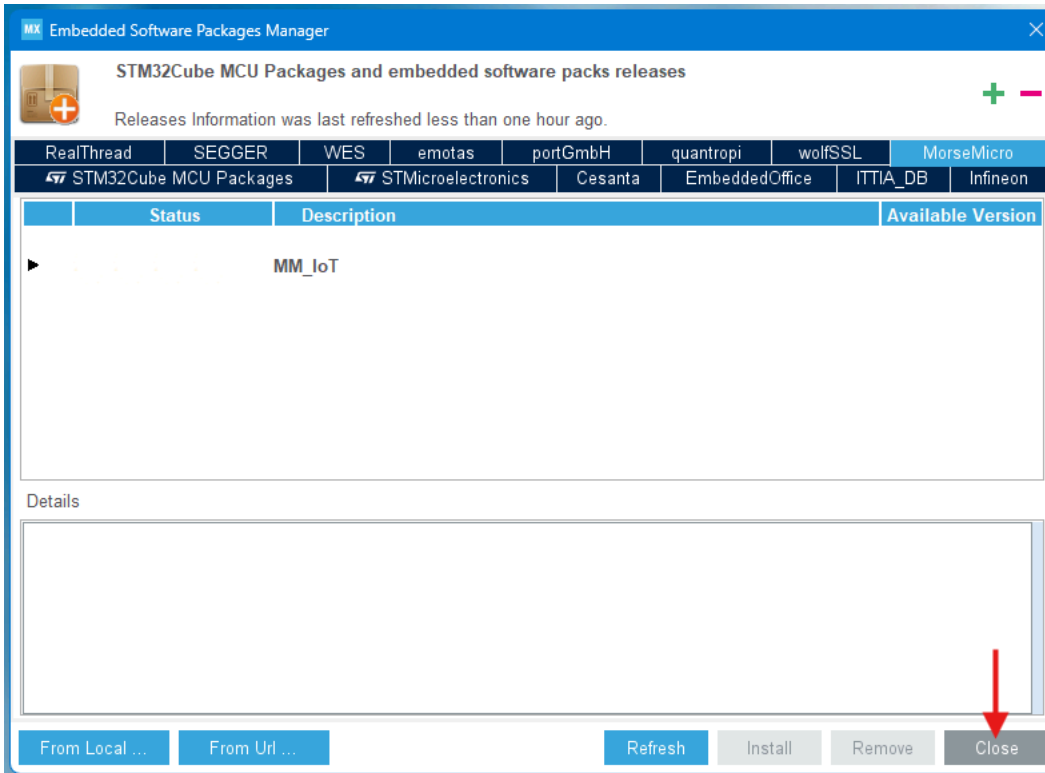 MX Embedded Software Packages Manager
STM32Cube MCU Packages and embedded software packs releases
Releases Information was last refreshed less than one hour ago.
RealThread SEGGER WES emotas portGmbH quantropi wolfSSL MorseMicro
STM32Cube MCU Packages STMicroelectronics Cesanta EmbeddedOffice ITTIA_DB Infineon
Status Description Available Version
MM_IoT
Details
From Local ... From Url ... Refresh Install Remove Close